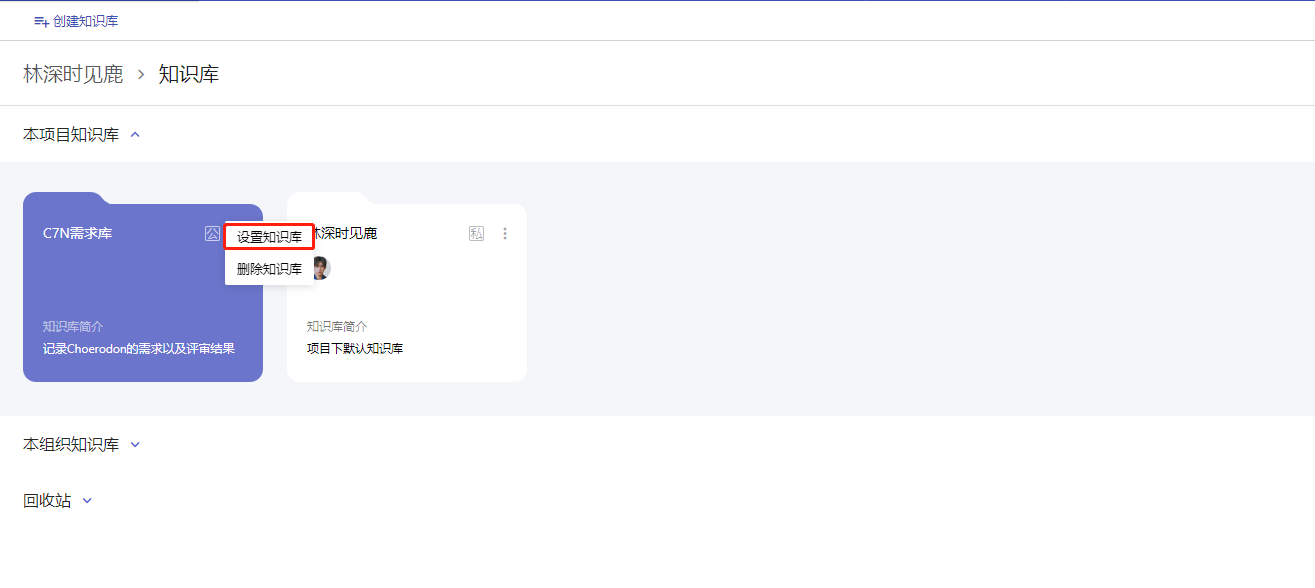 创建知识库
林深时见鹿 > 知识库
本项目知识库
C7N需求库 公
设置知识库
删除知识库
知识库简介
记录Choerodon的需求以及评审结果
林深时见鹿 私
知识库简介
项目下默认知识库
本组织知识库
回收站